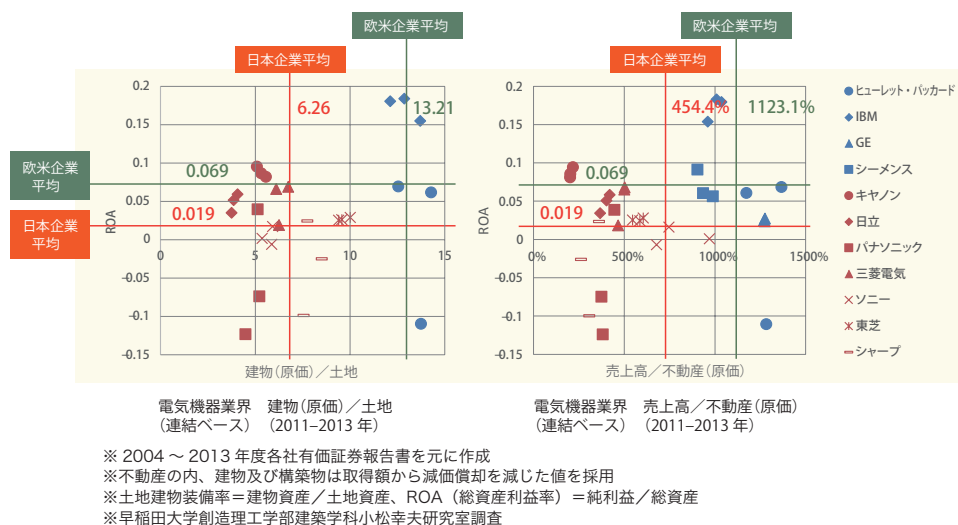 欧米企業平均
日本企業平均
欧米企業
平均
日本企業
平均
ROA
0.2
0.15
0.1
0.05
0
-0.05
-0.1
-0.15
0
5
10
15
6.26
13.21
0.069
0.019
建物(原価)/土地
欧米企業平均
日本企業平均
ROA
0.2
0.15
0.1
0.05
0
-0.05
-0.1
-0.15
0%
500%
1000%
1500%
454.4%
1123.1%
0.069
0.019
売上高/不動産(原価)
ヒューレット・パッカード
IBM
GE
シーメンス
キヤノン
日立
パナソニック
三菱電気
ソニー
東芝
シャープ
電気機器業界 建物(原価)/土地
(連結ベース) (2011–2013 年)
電気機器業界 売上高/不動産(原価)
(連結ベース) (2011–2013 年)
※ 2004 〜 2013 年度各社有価証券報告書を元に作成
※不動産の内、建物及び構築物は取得額から減価償却を減じた値を採用
※土地建物装備率=建物資産/土地資産、ROA(総資産利益率)=純利益/総資産
※早稲田大学創造理工学部建築学科小松幸夫研究室調査